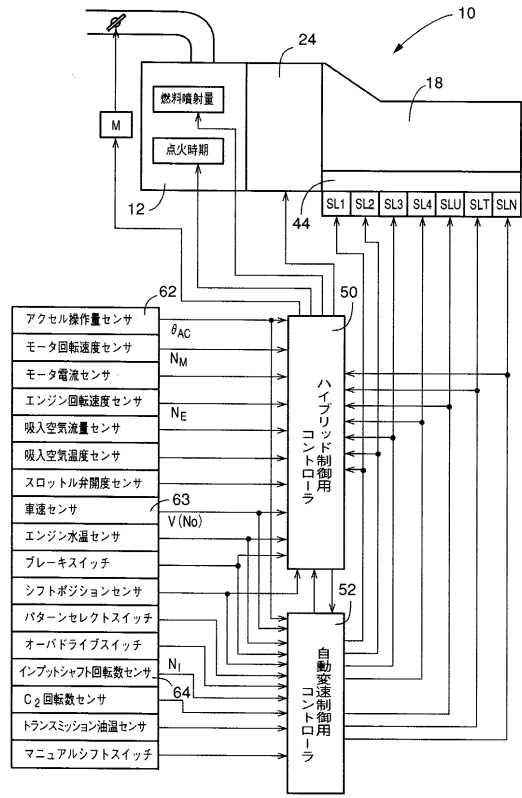 10
24
18
燃料噴射量
M
点火時期
12
44
SL1 SL2 SL3 SL4 SLU SLT SLN
62
50
アクセル操作量センサ
θAC
モータ回転速度センサ
NM
モータ電流センサ
エンジン回転速度センサ
NE
吸入空気流量センサ
吸入空気温度センサ
スロットル弁開度センサ
63
車速センサ
V(No)
エンジン水温センサ
ブレーキスイッチ
シフトポジションセンサ
パターンセレクトスイッチ
オーバドライブスイッチ
インプットシャフト回転数センサ
NI
64
C2回転数センサ
トランスミッション油温センサ
マニュアルシフトスイッチ
ハイブリッド制御用
コントローラ
52
自動変速制御用
コントローラ